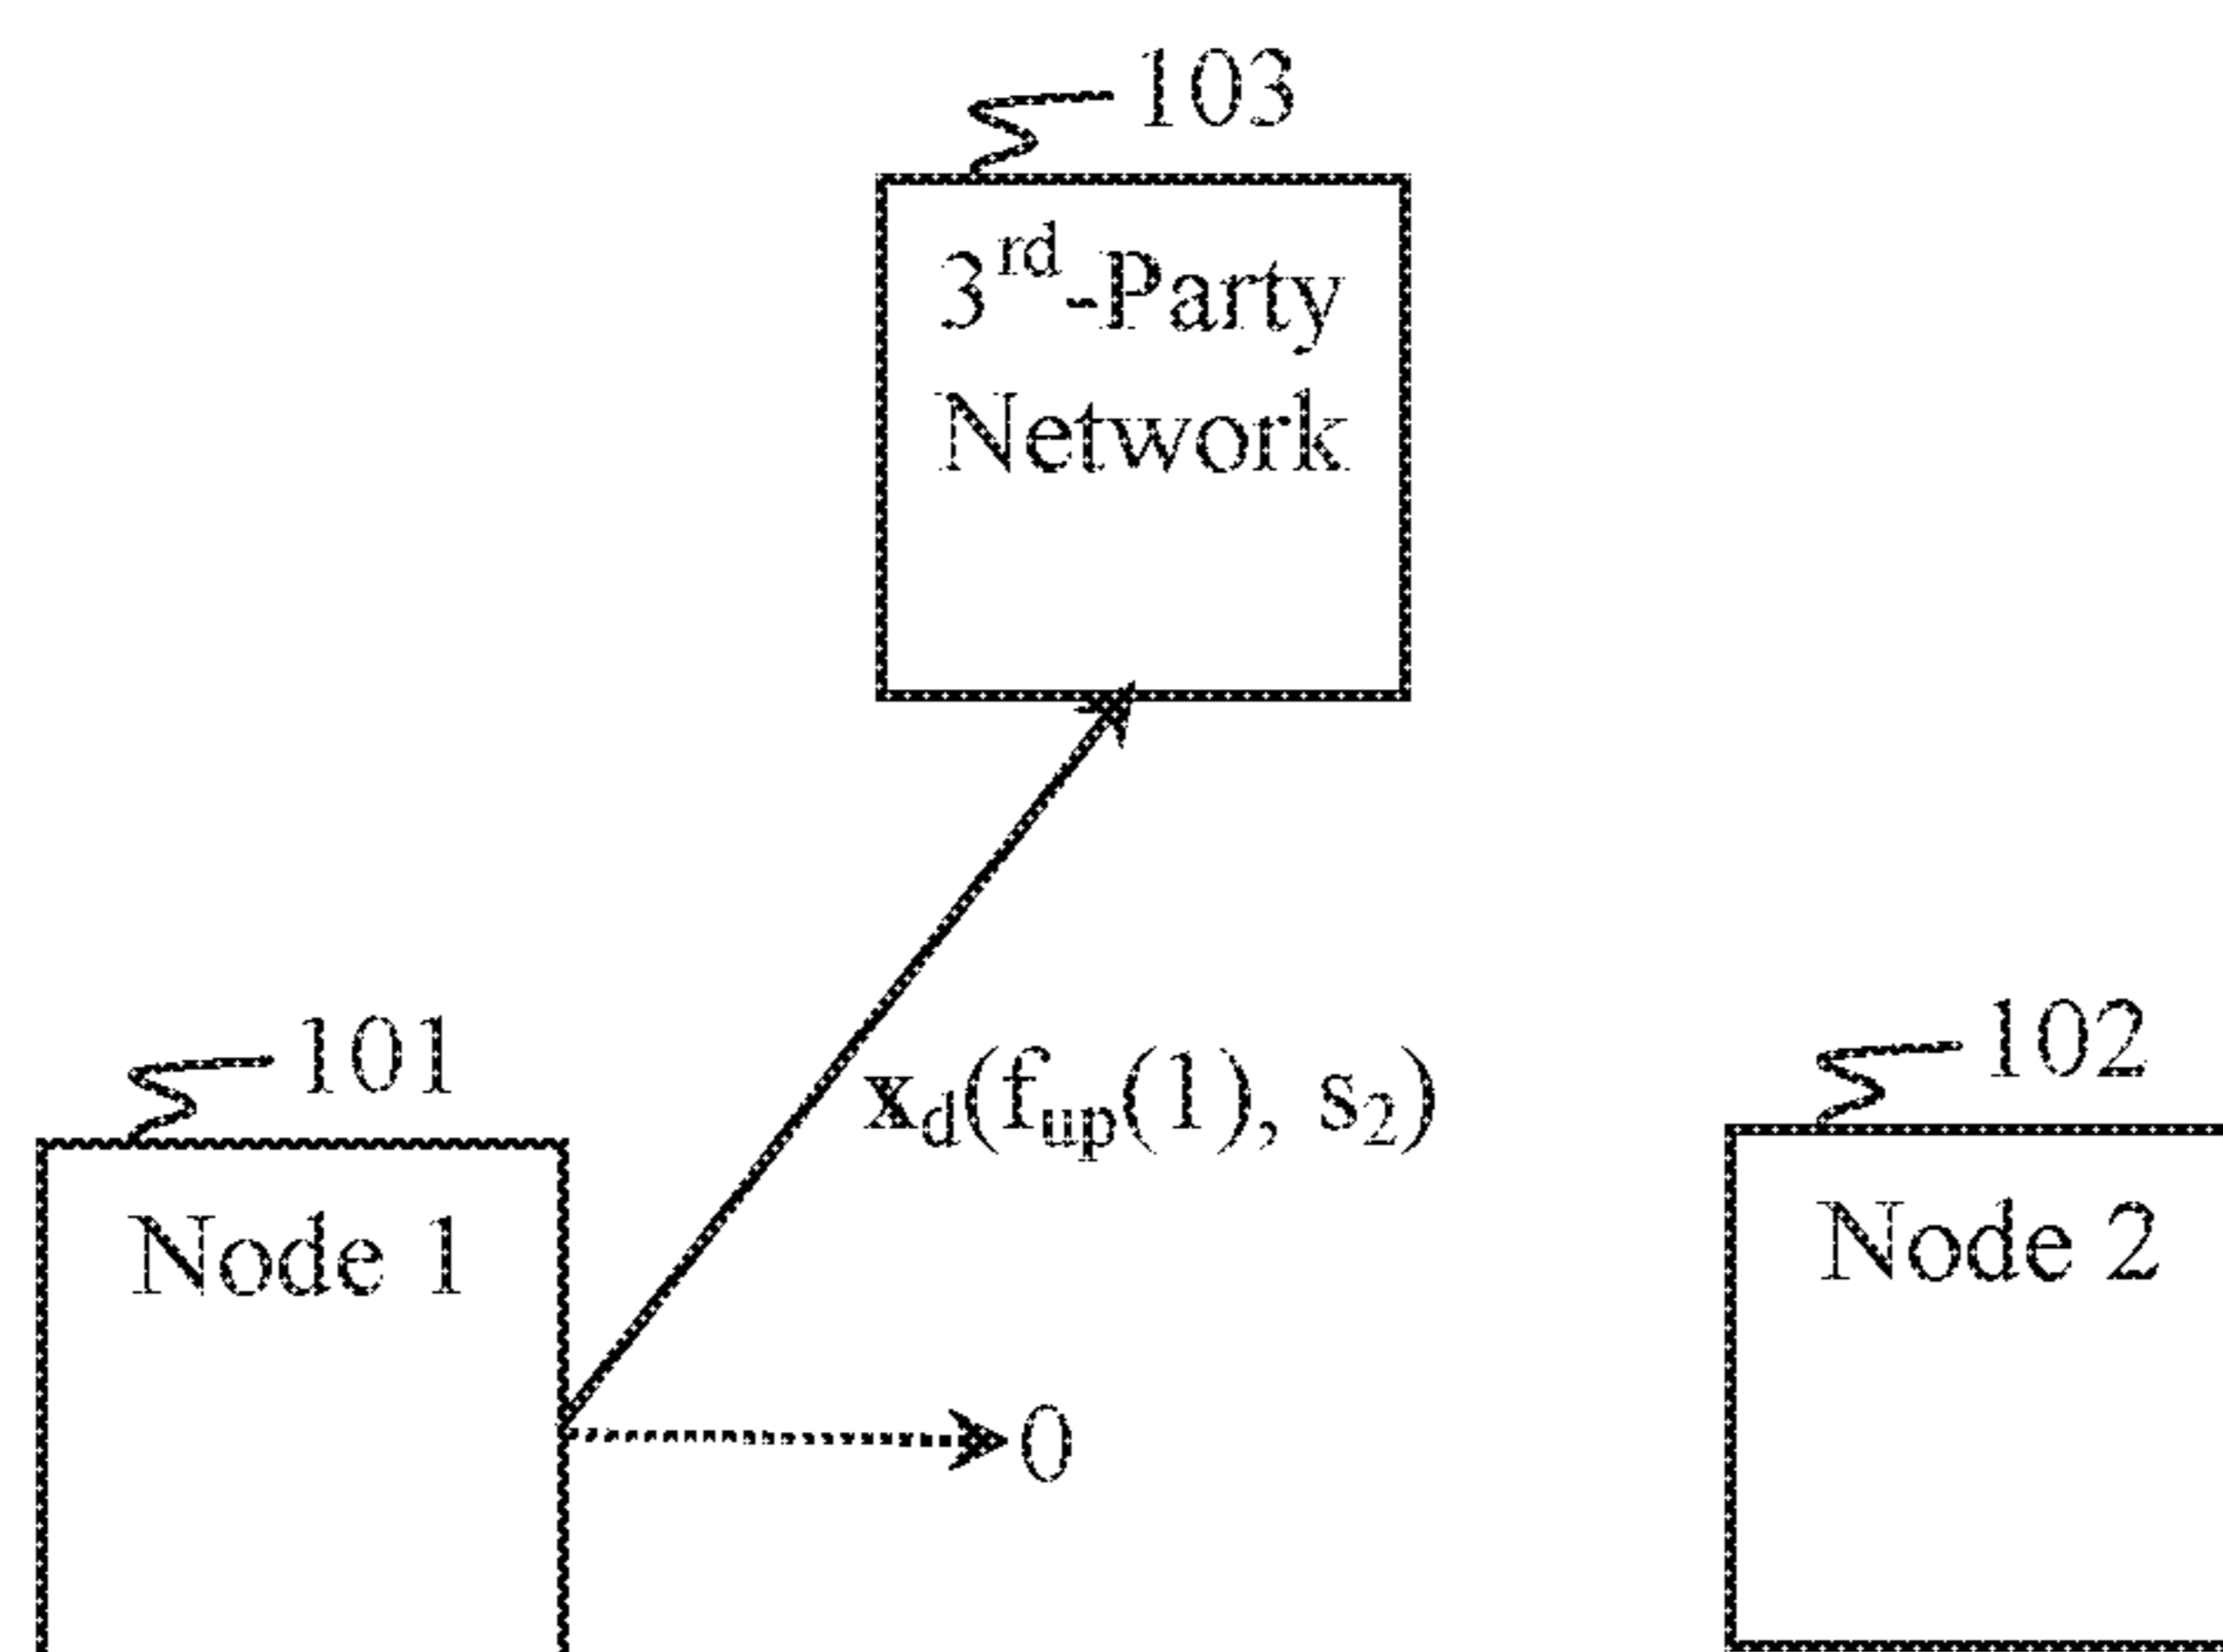 103
3rd-Party
Network
101
102
xd(fup(1), s2)
Node 1
Node 2
0